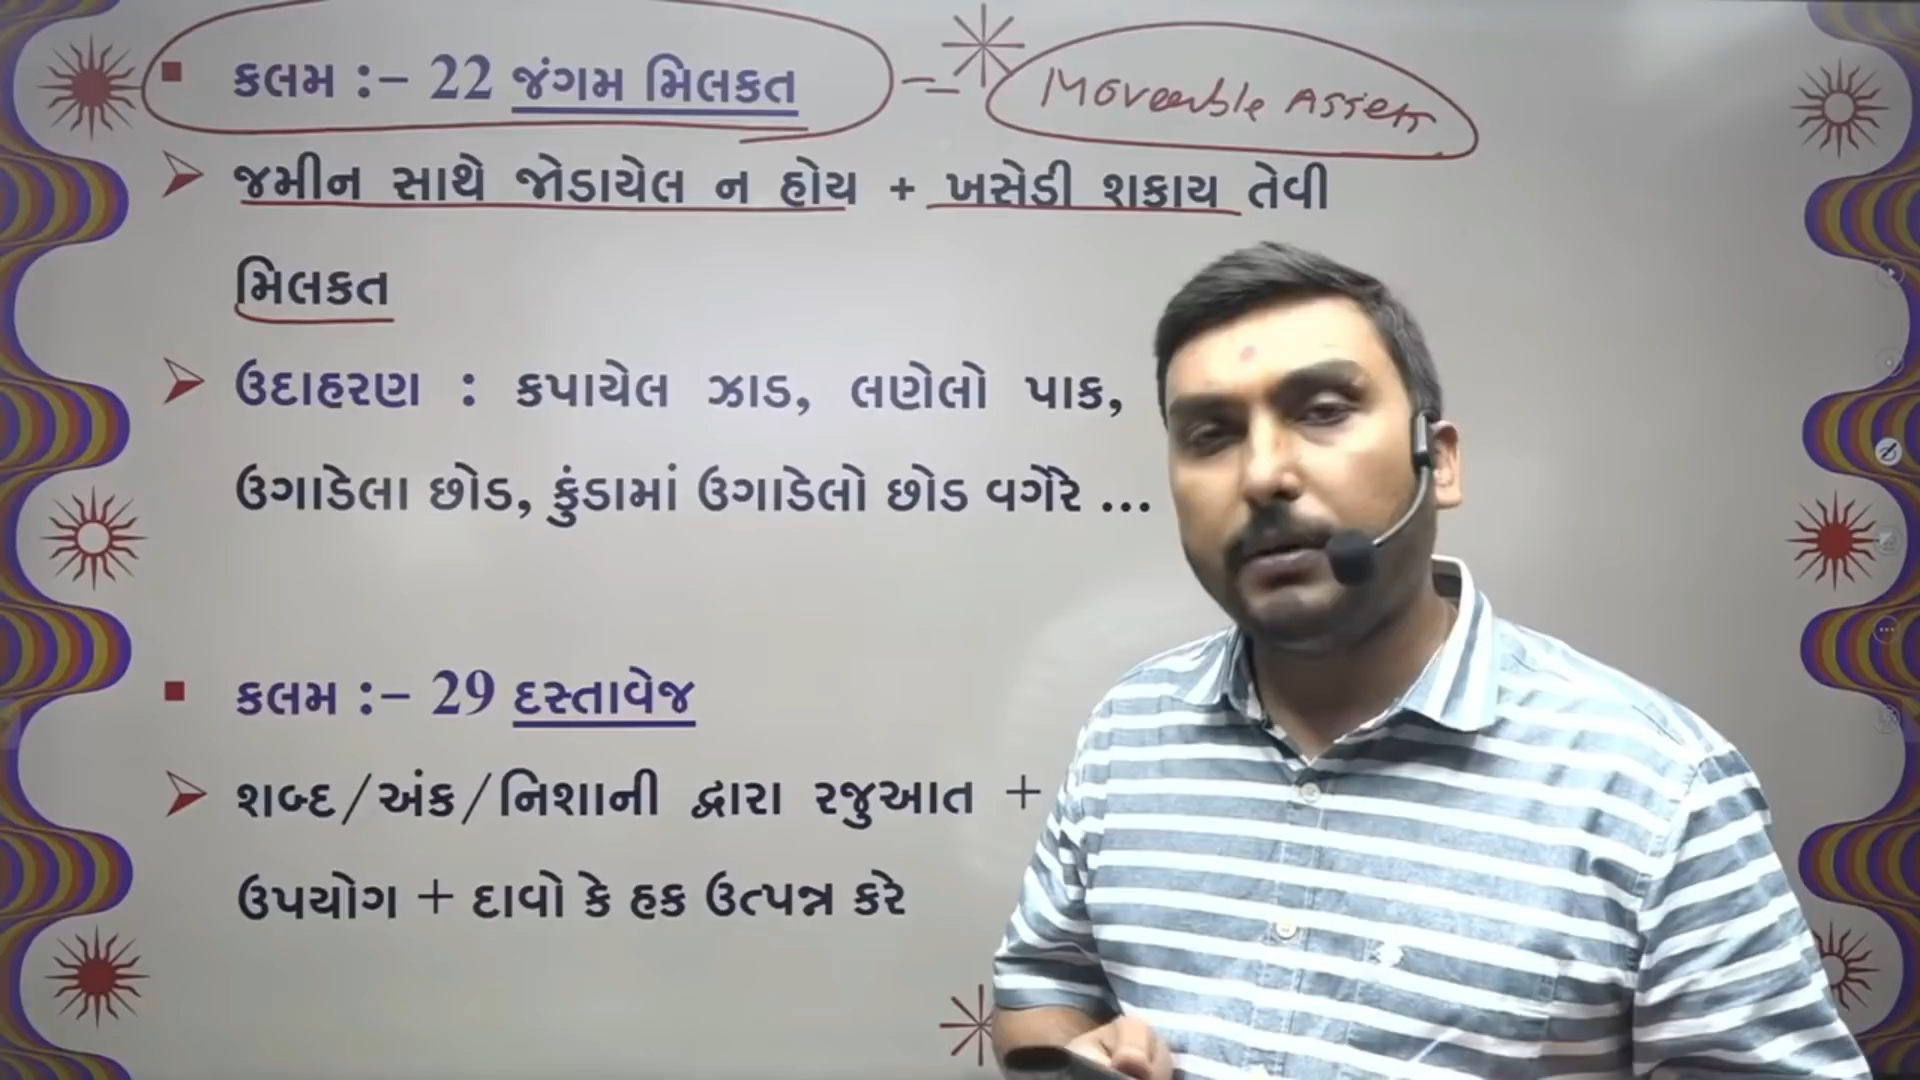 કલમ :– 22 જંગમ મિલકત = Moveable Assets
જમીન સાથે જોડાયેલ ન હોય + ખસેડી શકાય તેવી
મિલકત
ઉદાહરણ : કપાયેલ ઝાડ, લણેલો પાક,
ઉગાડેલા છોડ, કુંડામાં ઉગાડેલો છોડ વગેરે ...
કલમ :– 29 દસ્તાવેજ
શબ્દ/અંક/નિશાની દ્વારા રજુઆત +
ઉપયોગ + દાવો કે હક ઉત્પન્ન કરે